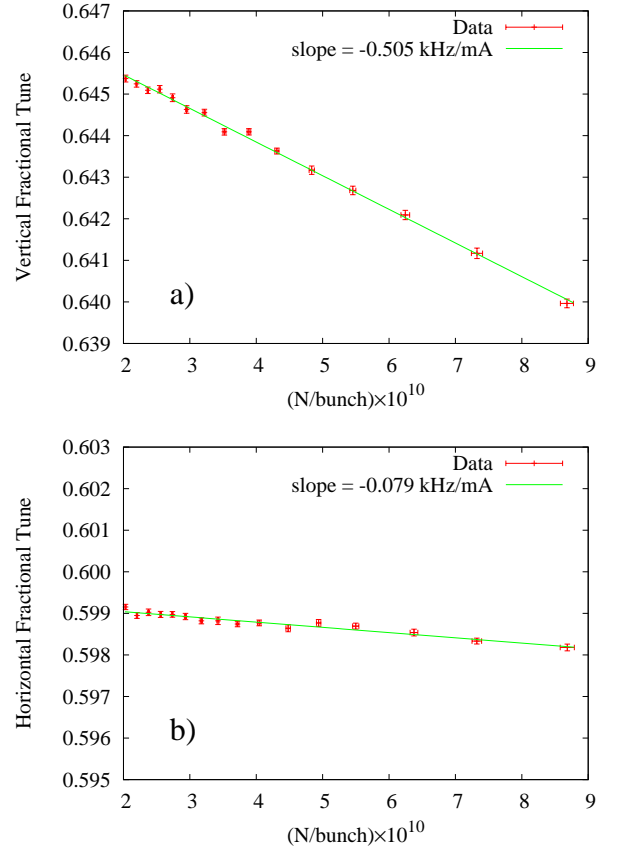 0.647
0.646
0.645
0.644
0.643
0.642
0.641
0.640
0.639
Vertical Fractional Tune
Data
slope = -0.505 kHz/mA
a)
2 3 4 5 6 7 8 9
(N/bunch)×10^10
0.603
0.602
0.601
0.600
0.599
0.598
0.597
0.596
0.595
Horizontal Fractional Tune
Data
slope = -0.079 kHz/mA
b)
2 3 4 5 6 7 8 9
(N/bunch)×10^10